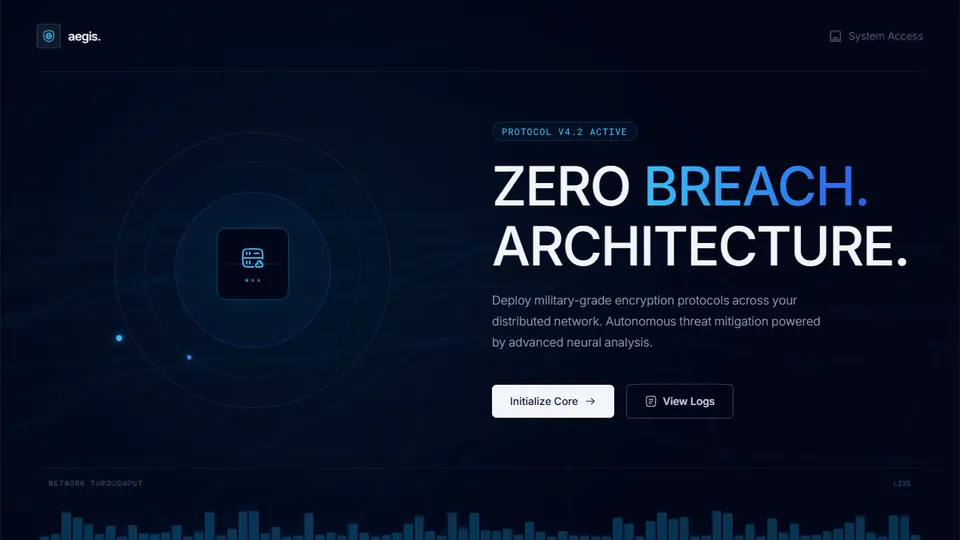 aegis.
System Access
PROTOCOL V4.2 ACTIVE
ZERO BREACH.
ARCHITECTURE.
Deploy military-grade encryption protocols across your
distributed network. Autonomous threat mitigation powered
by advanced neural analysis.
Initialize Core
View Logs
NETWORK THROUGHPUT
LIVE